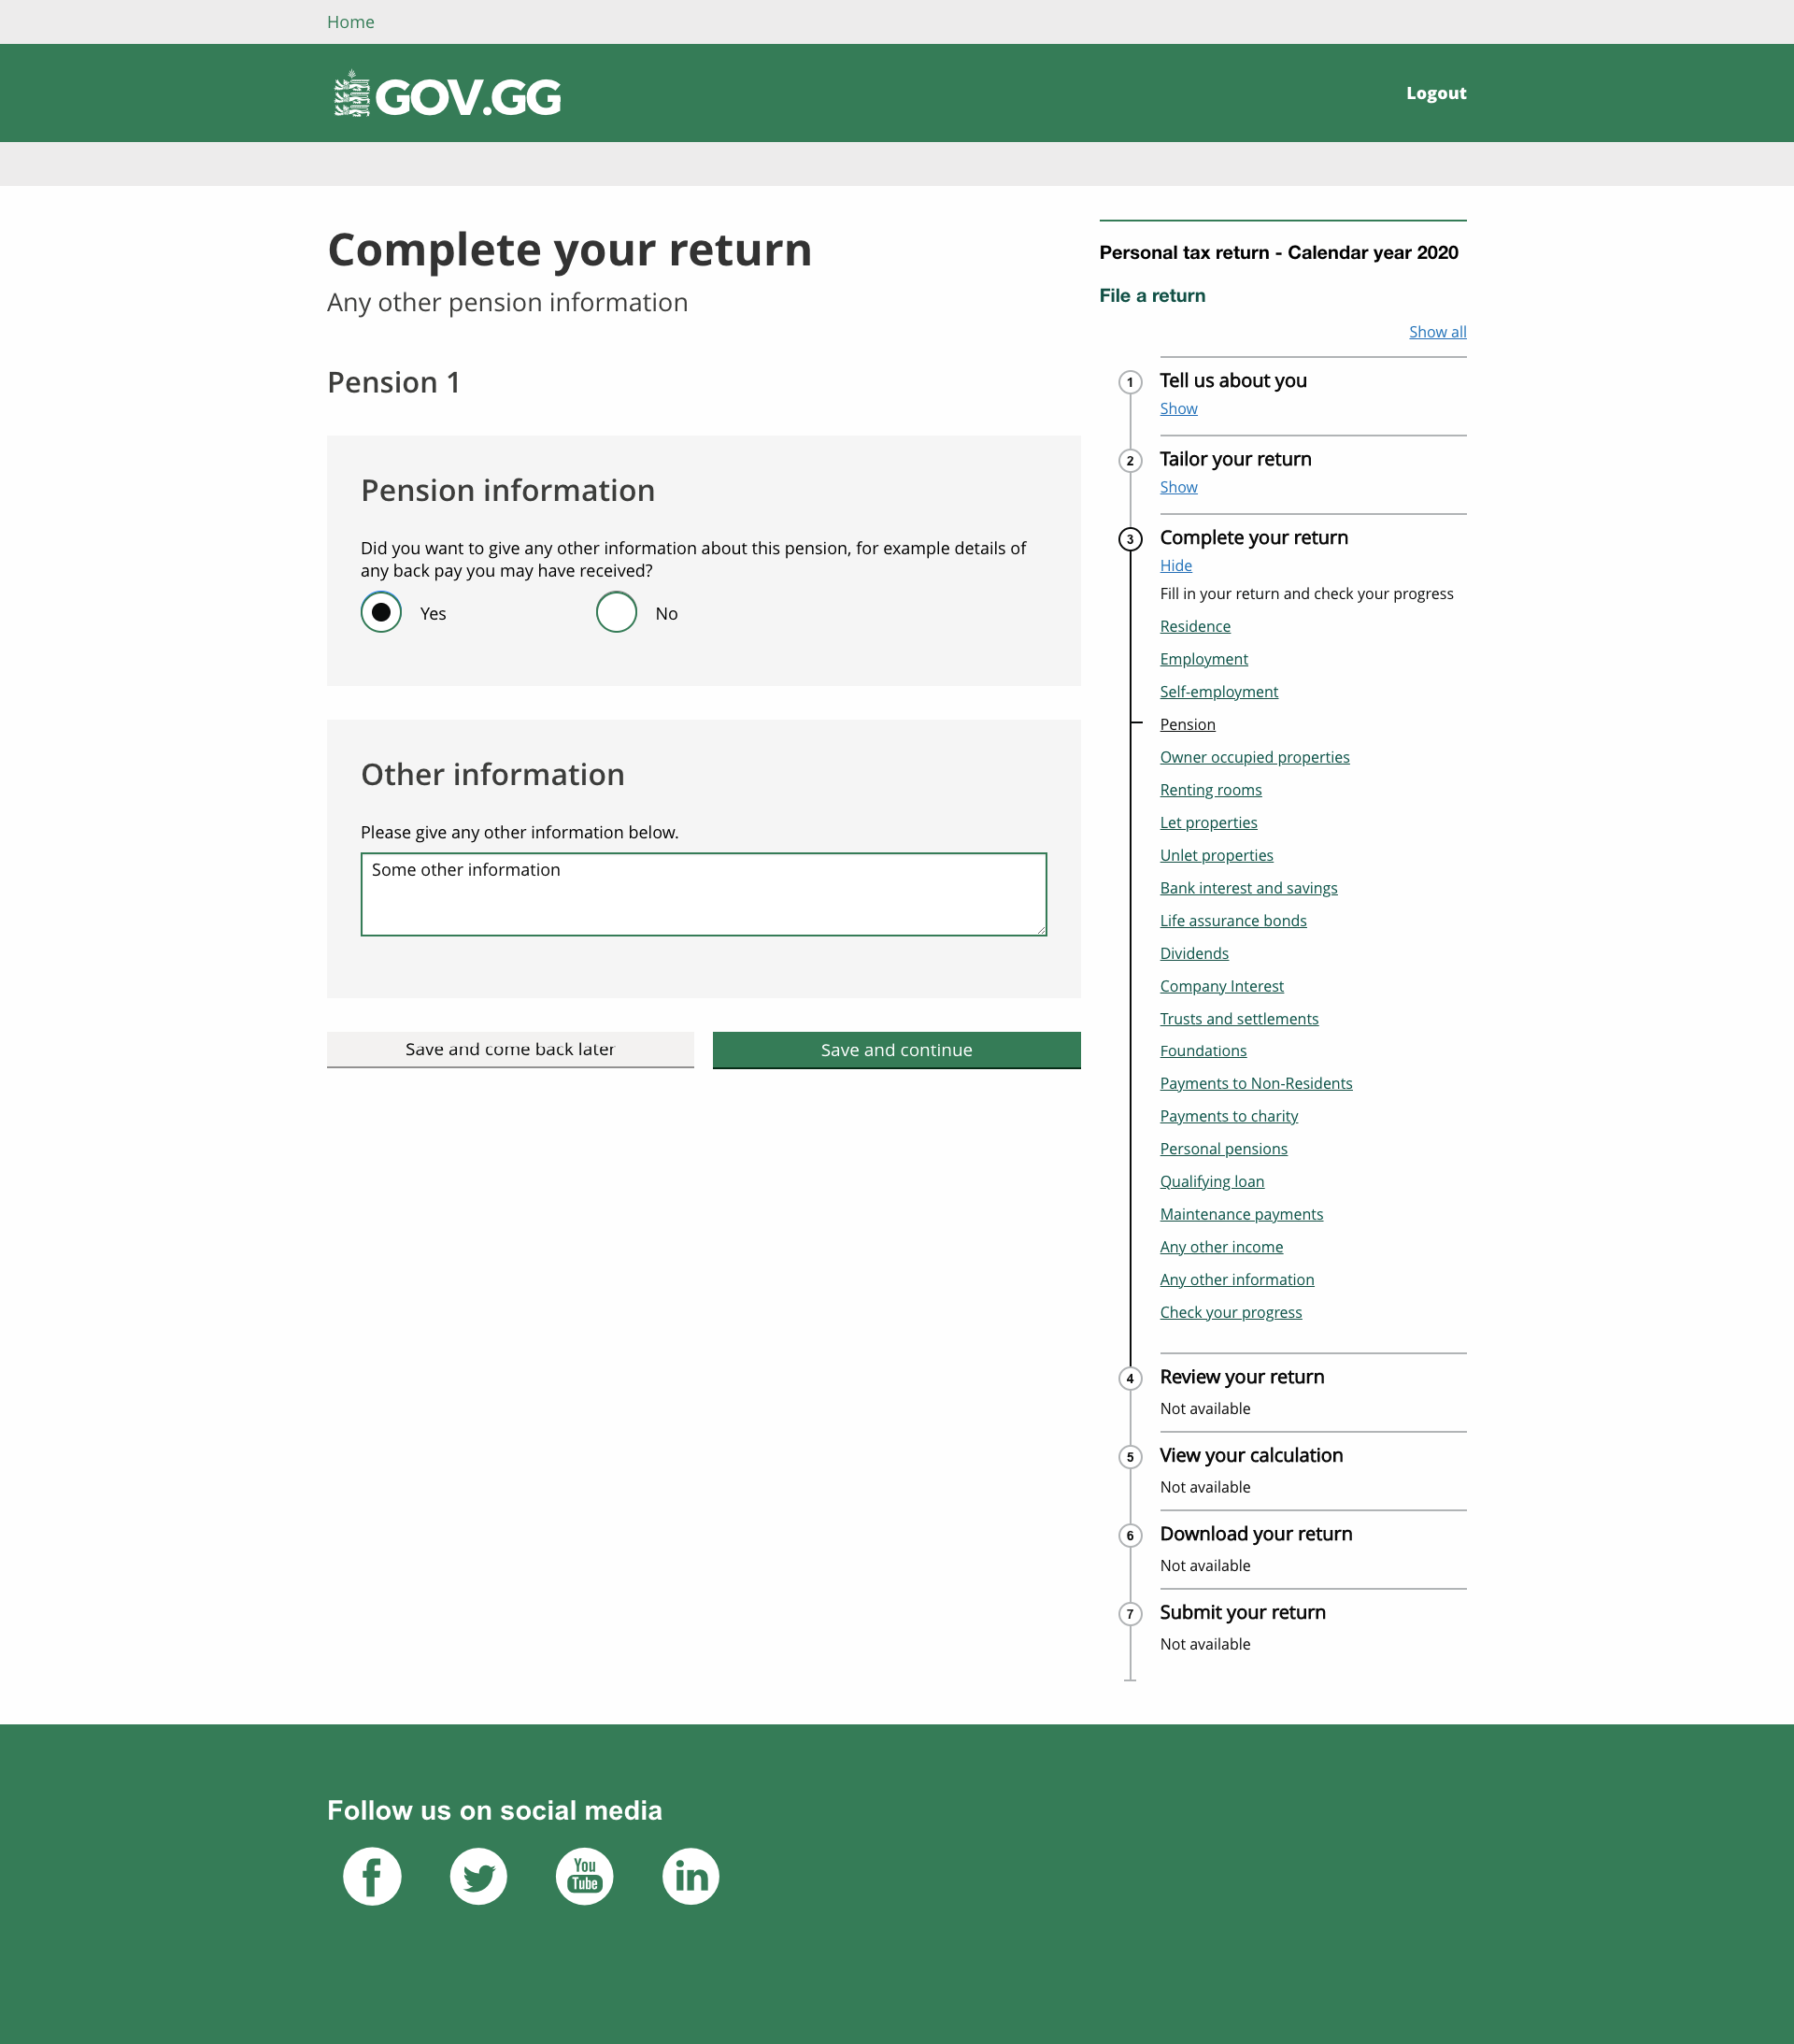 Home
GOV.GG
Logout
Complete your return
Any other pension information
Pension 1
Pension information
Did you want to give any other information about this pension, for example details of
any back pay you may have received?
Yes
No
Other information
Please give any other information below.
Some other information
Save and come back later
Save and continue
Personal tax return - Calendar year 2020
File a return
Show all
1
Tell us about you
Show
2
Tailor your return
Show
3
Complete your return
Hide
Fill in your return and check your progress
Residence
Employment
Self-employment
Pension
Owner occupied properties
Renting rooms
Let properties
Unlet properties
Bank interest and savings
Life assurance bonds
Dividends
Company Interest
Trusts and settlements
Foundations
Payments to Non-Residents
Payments to charity
Personal pensions
Qualifying loan
Maintenance payments
Any other income
Any other information
Check your progress
4
Review your return
Not available
5
View your calculation
Not available
6
Download your return
Not available
7
Submit your return
Not available
Follow us on social media
f
You
Tube
in